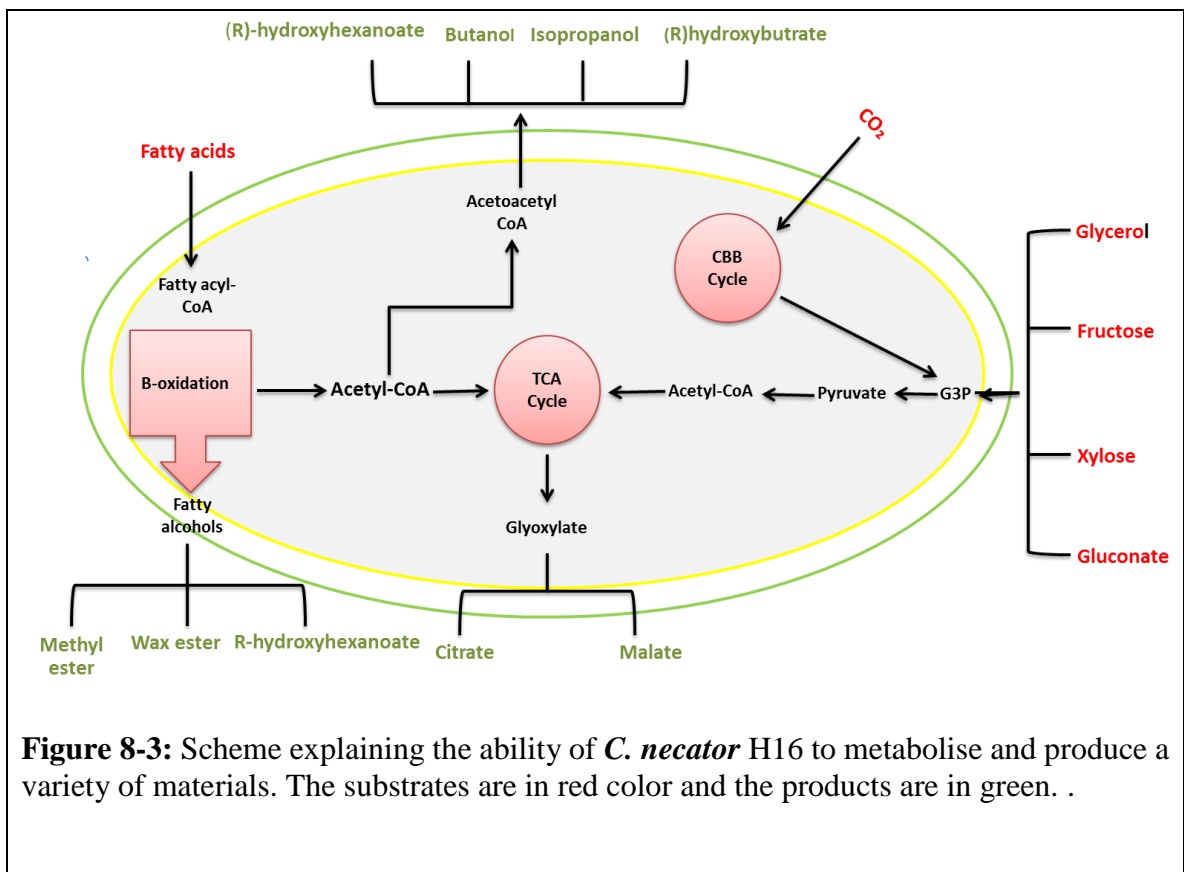 (R)-hydroxyhexanoate Butanol Isopropanol (R)hydroxybutrate
CO₂
Fatty acids
Acetoacetyl
CoA
Glycerol
CBB
Cycle
Fatty acyl-
CoA
Fructose
B-oxidation
Acetyl-CoA
TCA
Cycle
Acetyl-CoA
Pyruvate
G3P
Xylose
Fatty
alcohols
Glyoxylate
Gluconate
Methyl
ester
Wax ester
R-hydroxyhexanoate
Citrate
Malate
Figure 8-3: Scheme explaining the ability of C. necator H16 to metabolise and produce a
variety of materials. The substrates are in red color and the products are in green. .